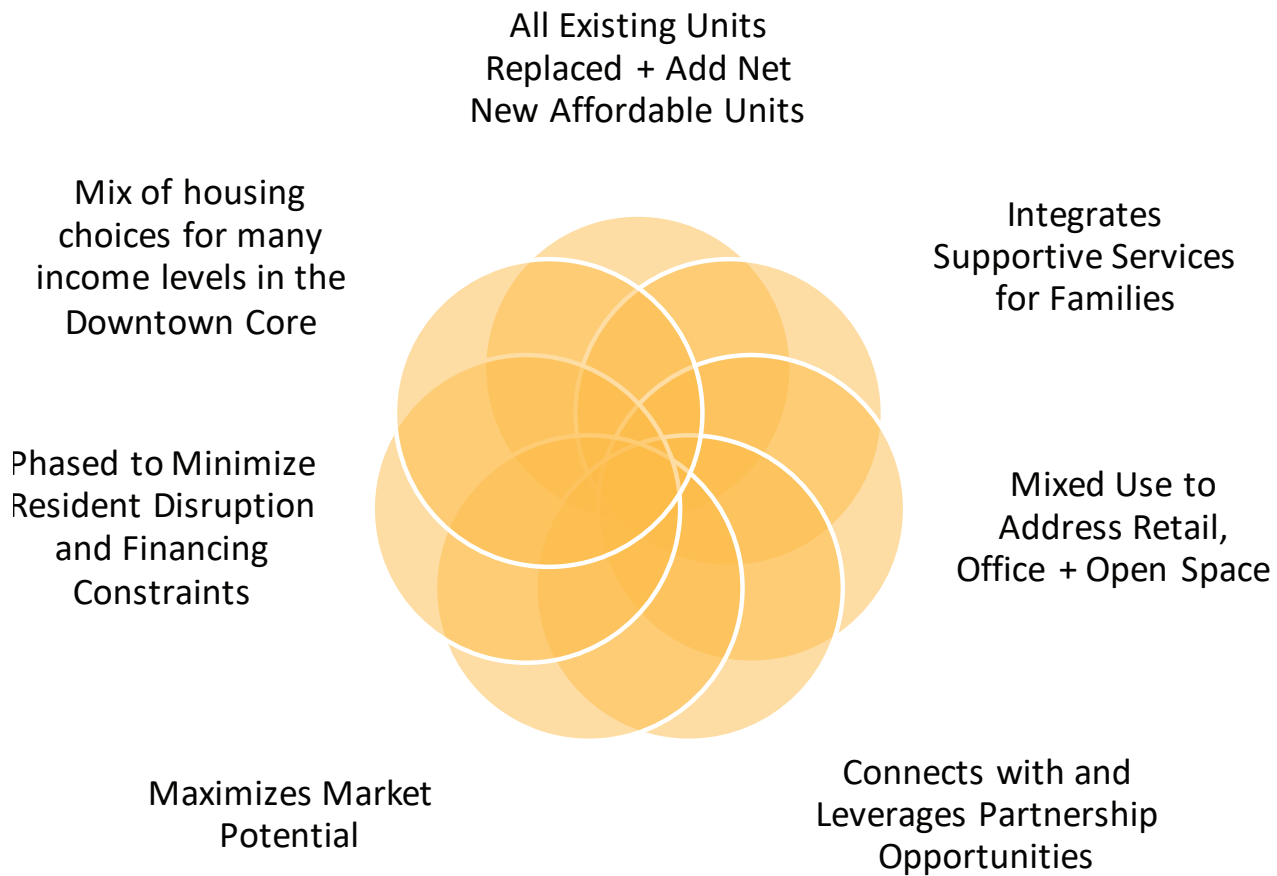 All Existing Units
Replaced + Add Net
New Affordable Units
Integrates
Supportive Services
for Families
Mixed Use to
Address Retail,
Office + Open Space
Connects with and
Leverages Partnership
Opportunities
Maximizes Market
Potential
Phased to Minimize
Resident Disruption
and Financing
Constraints
Mix of housing
choices for many
income levels in the
Downtown Core